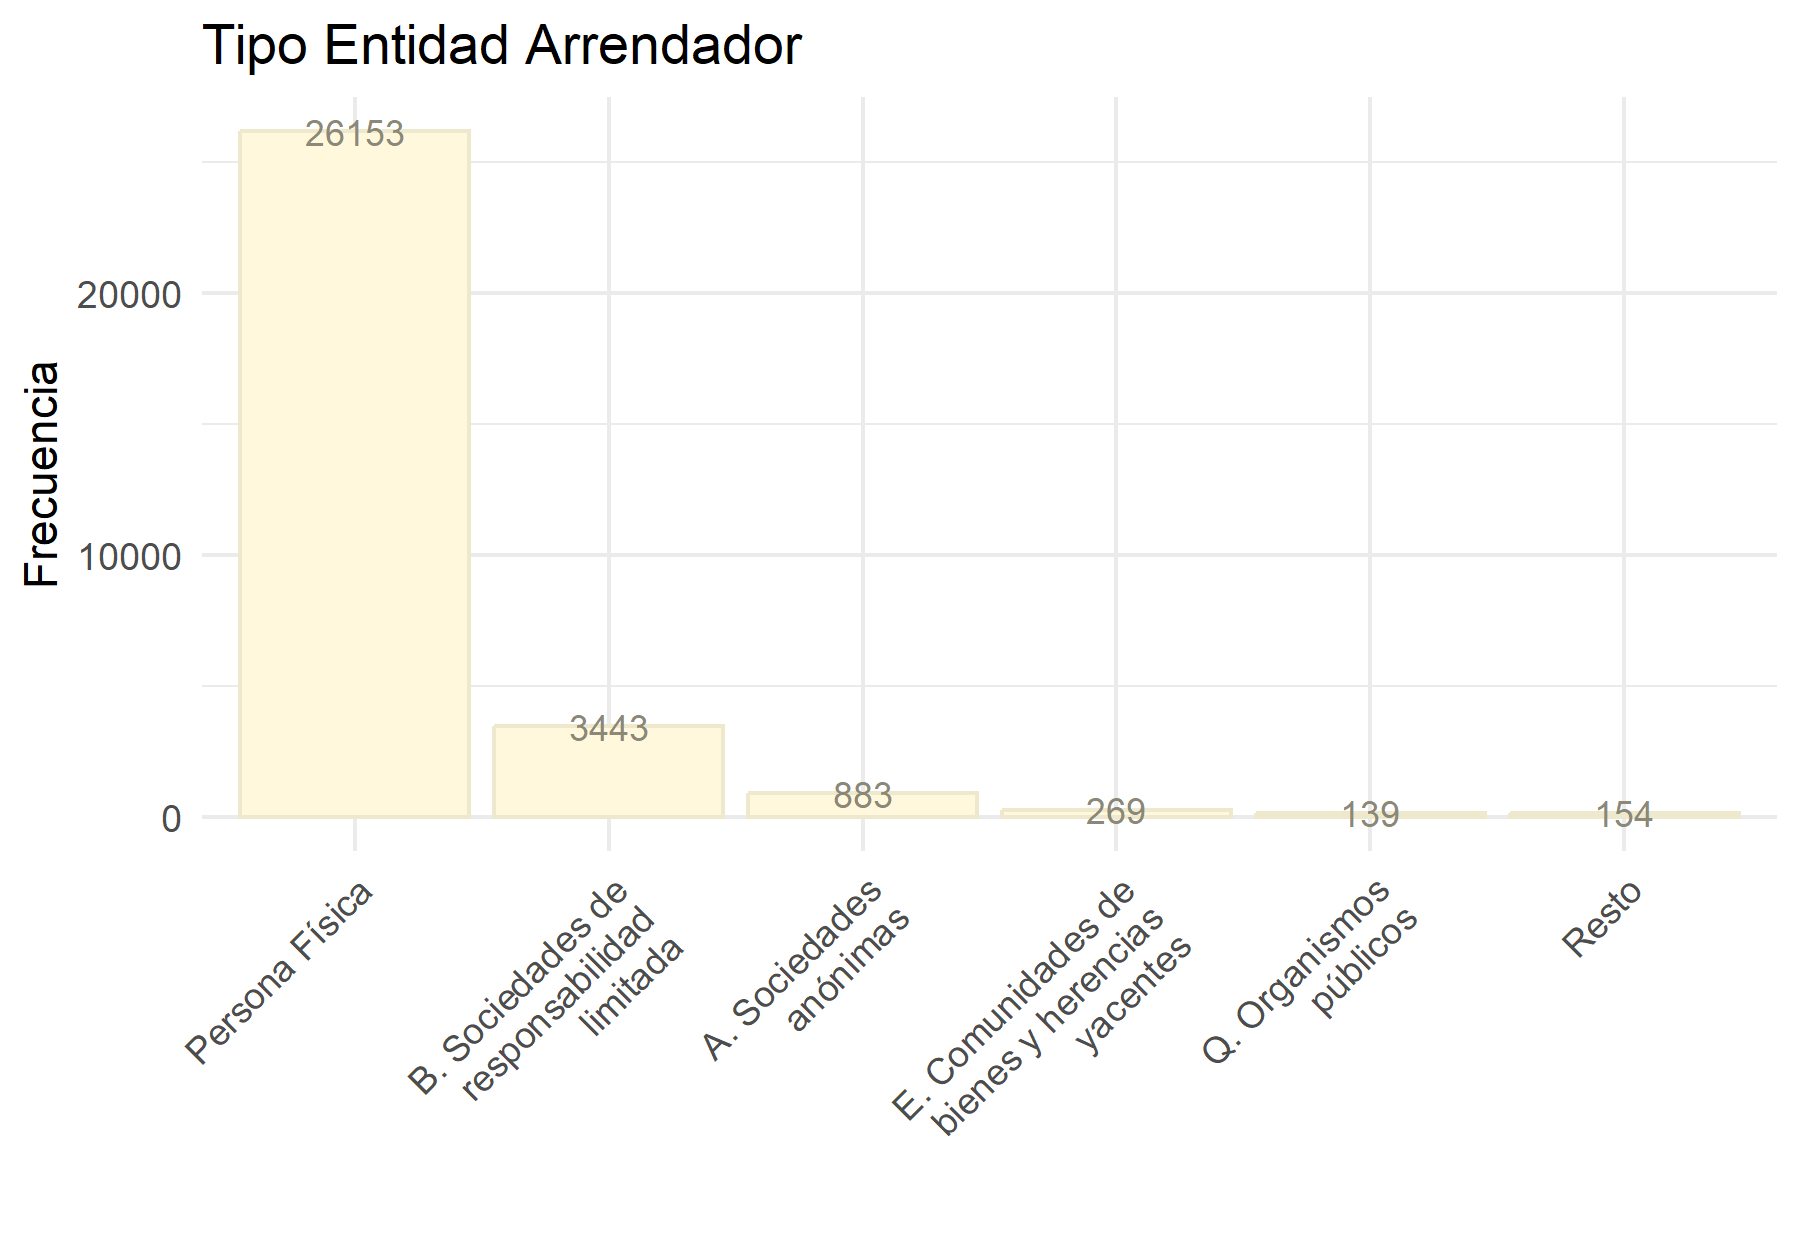 Tipo Entidad Arrendador
Frecuencia
20000
10000
0
26153
3443
883
269
139
154
Persona Física
B. Sociedades de
responsabilidad
limitada
A. Sociedades
anónimas
E. Comunidades de
bienes y herencias
yacentes
Q. Organismos
públicos
Resto